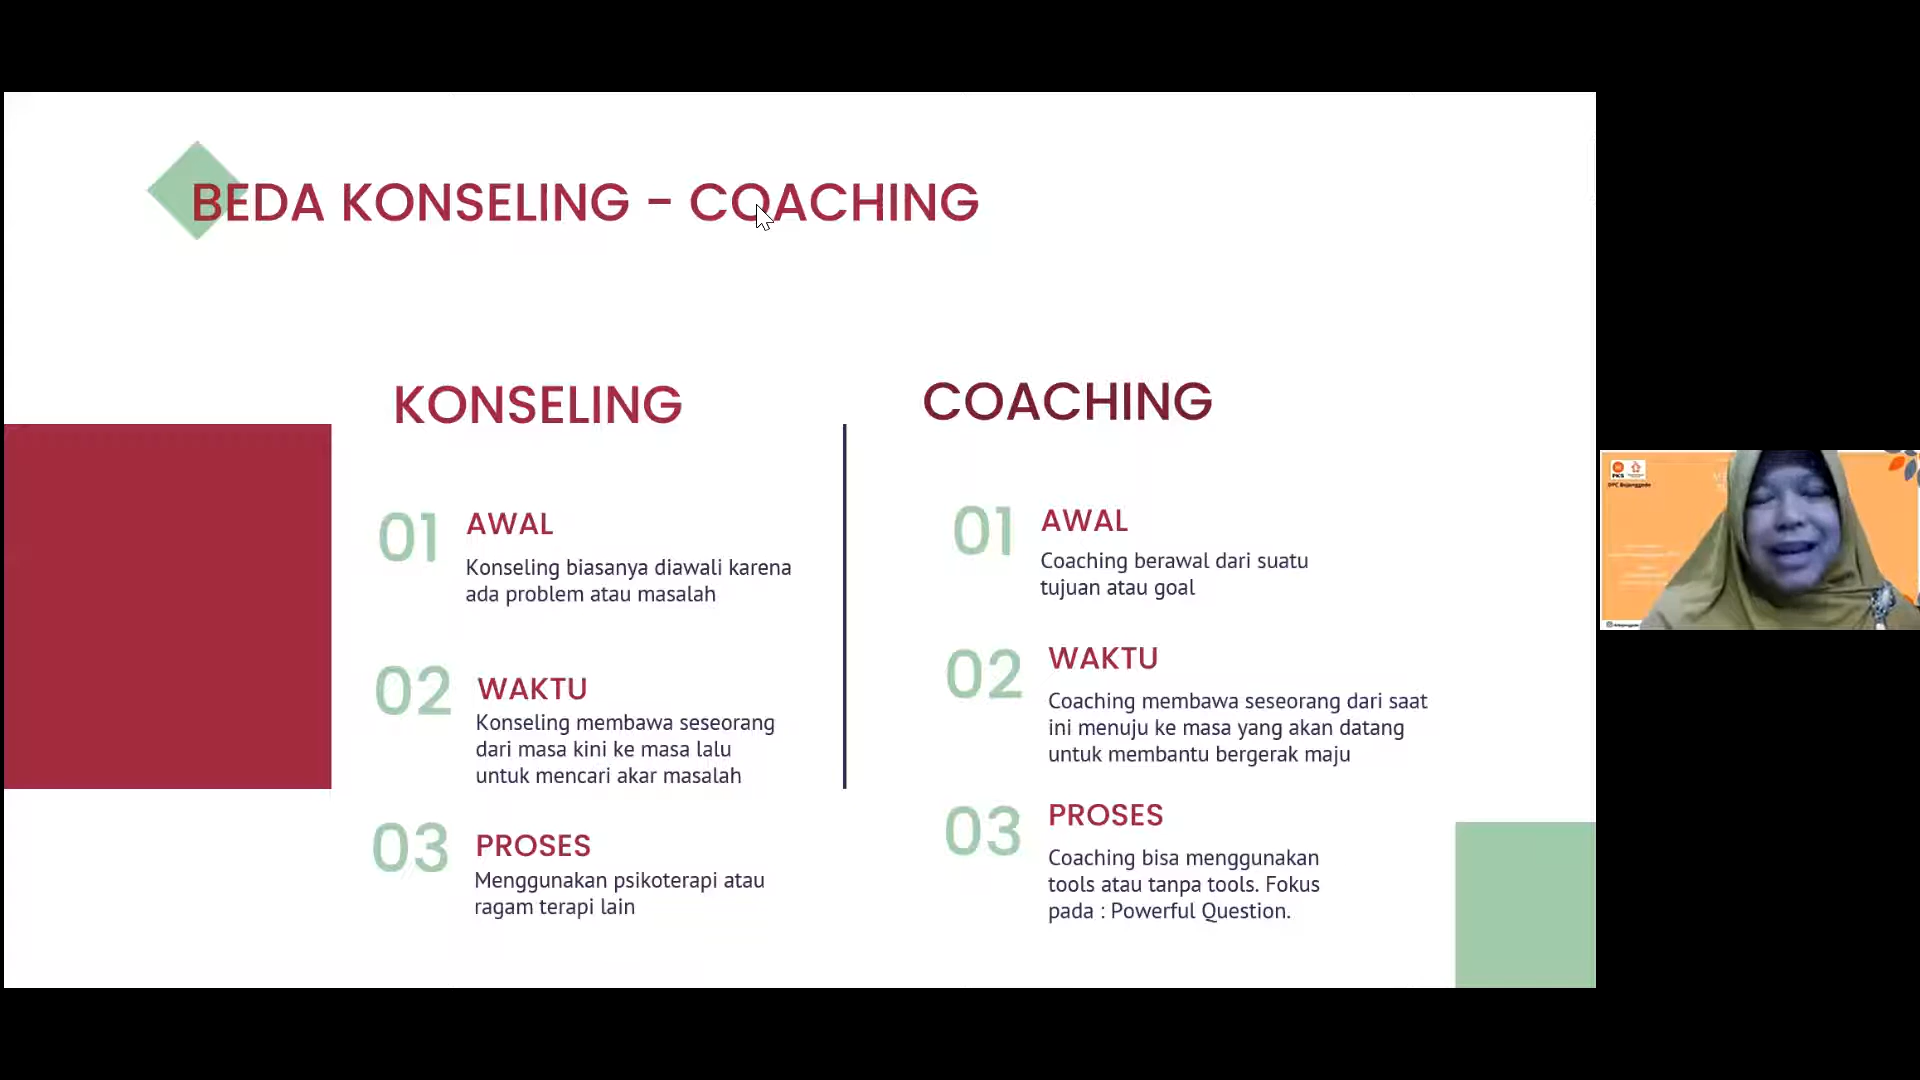 BEDA KONSELING - COACHING
KONSELING
01
AWAL
Konseling biasanya diawali karena
ada problem atau masalah
02
WAKTU
Konseling membawa seseorang
dari masa kini ke masa lalu
untuk mencari akar masalah
03
PROSES
Menggunakan psikoterapi atau
ragam terapi lain
COACHING
01
AWAL
Coaching berawal dari suatu
tujuan atau goal
02
WAKTU
Coaching membawa seseorang dari saat
ini menuju ke masa yang akan datang
untuk membantu bergerak maju
03
PROSES
Coaching bisa menggunakan
tools atau tanpa tools. Fokus
pada : Powerful Question.
PKS
DPC Bojonggede